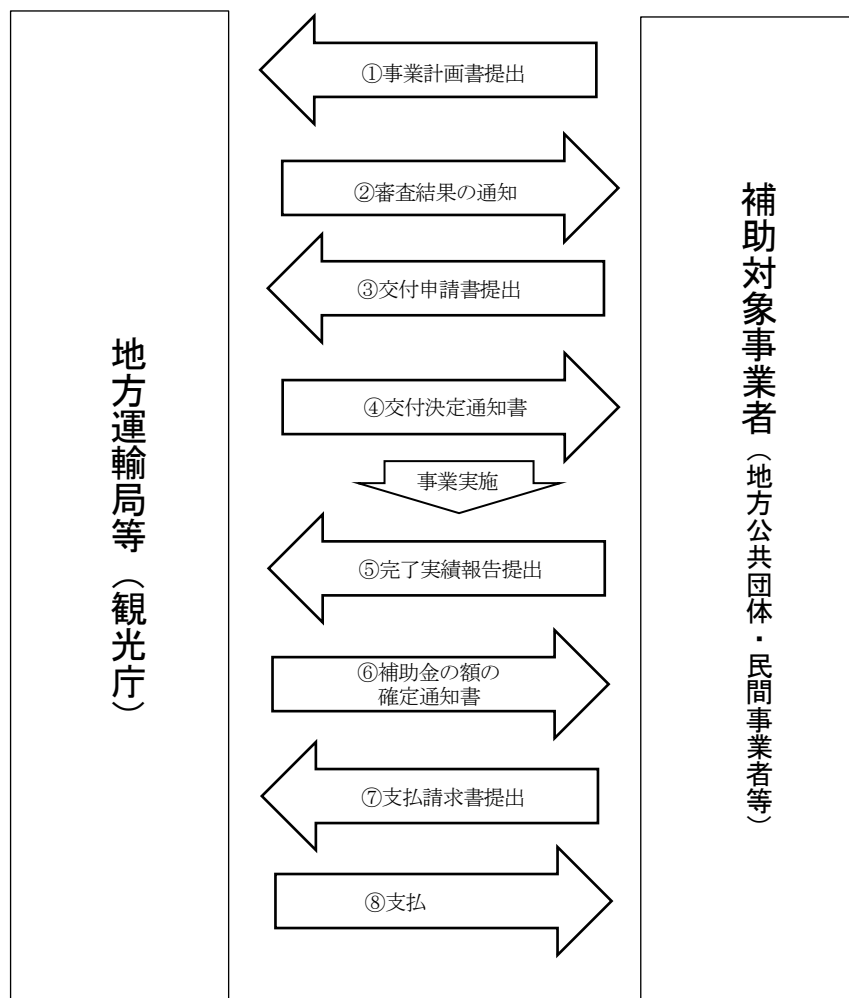 地方運輸局等（観光庁）
①事業計画書提出
②審査結果の通知
③交付申請書提出
④交付決定通知書
事業実施
⑤完了実績報告提出
⑥補助金の額の
確定通知書
⑦支払請求書提出
⑧支払
補助対象事業者（地方公共団体・民間事業者等）